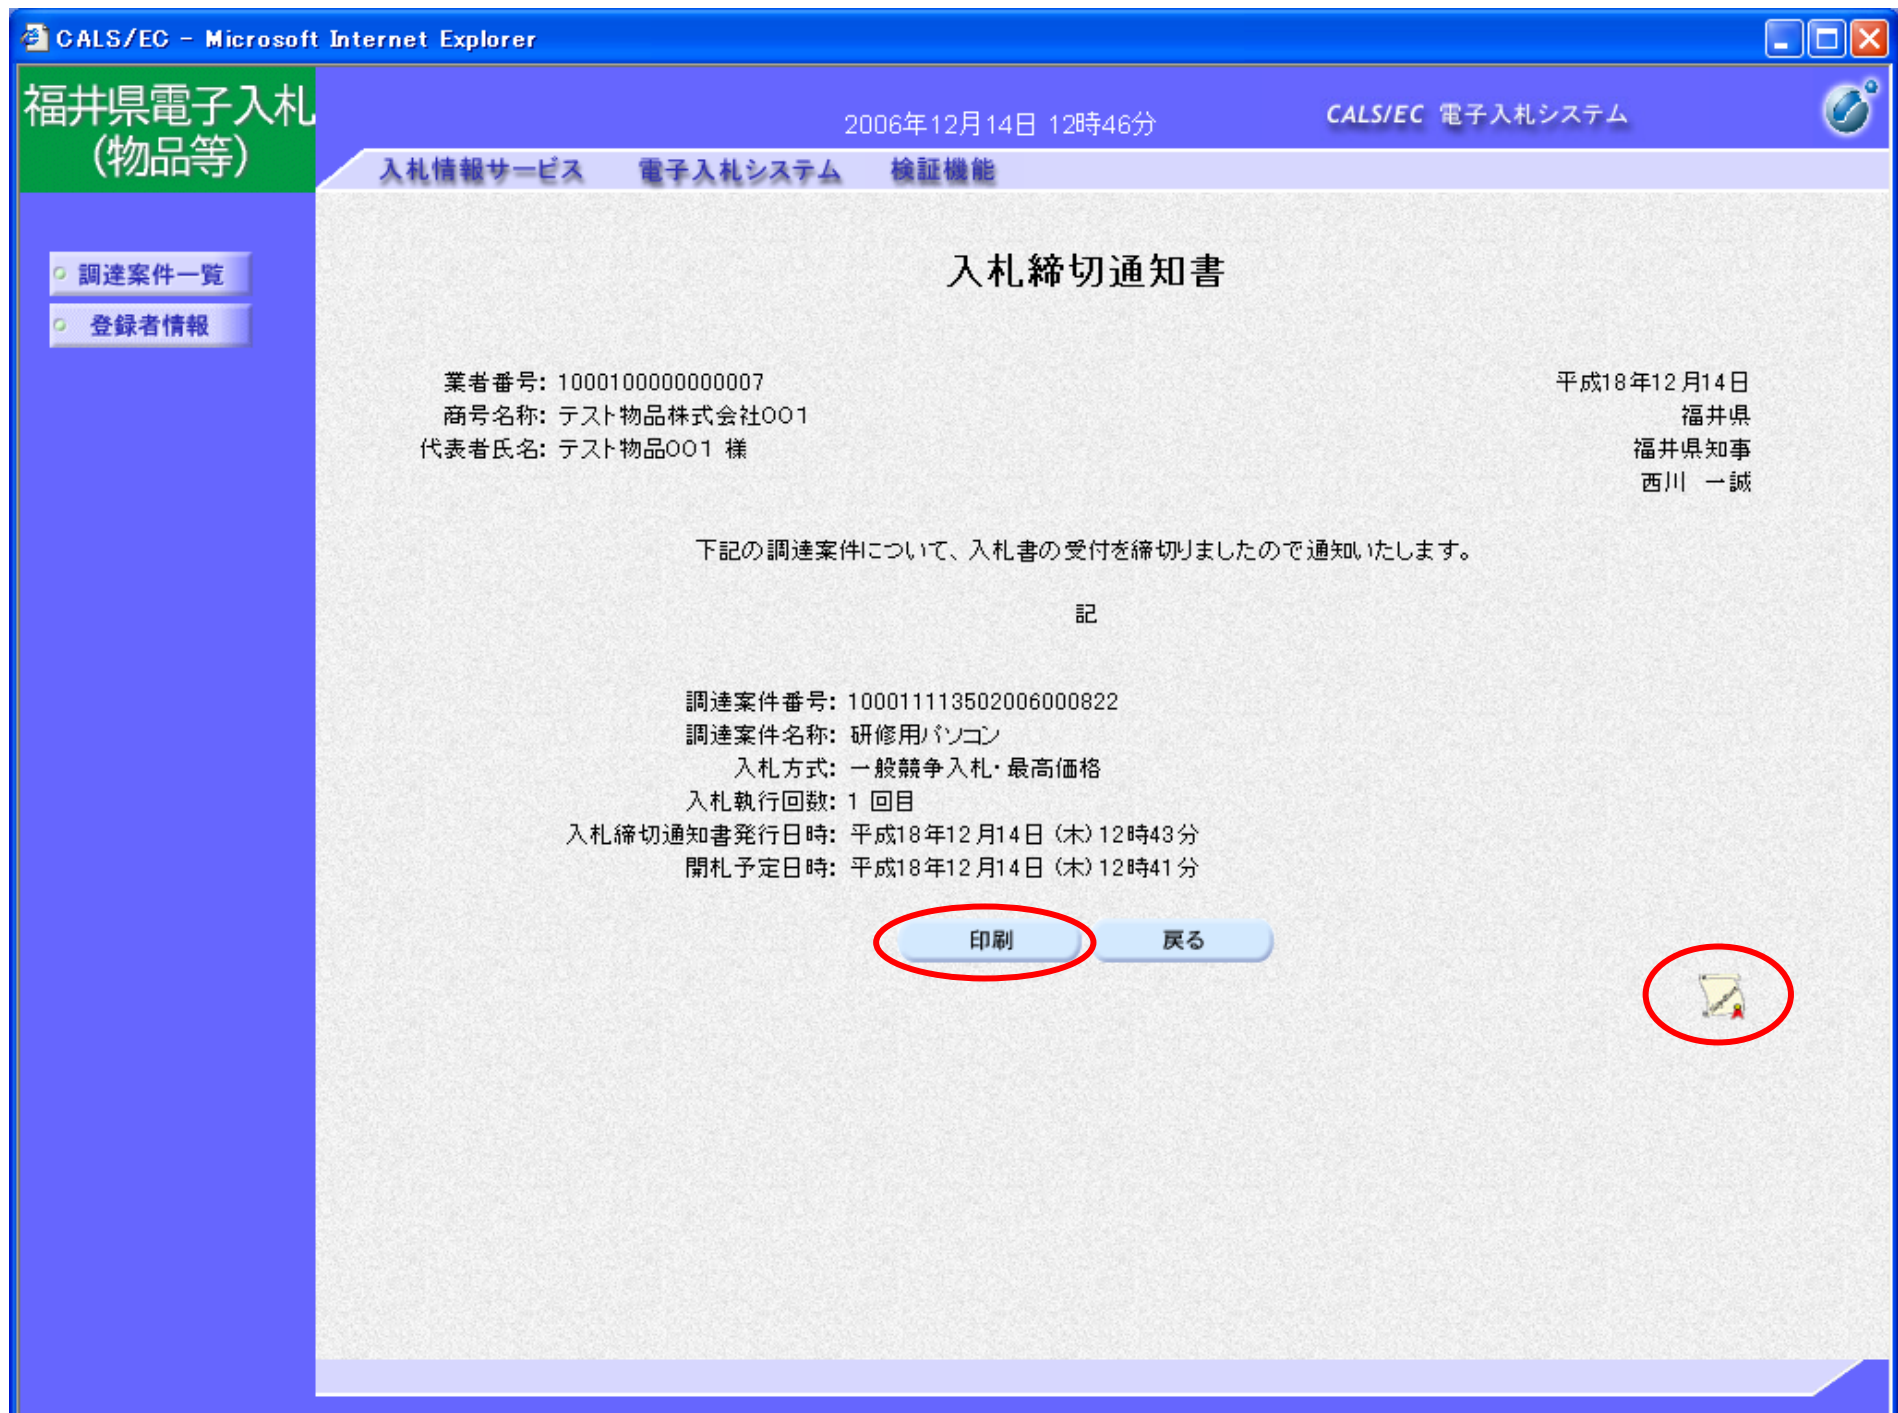 CALS/EC - Microsoft Internet Explorer
福井県電子入札
(物品等)
2006年12月14日 12時46分
CALS/EC 電子入札システム
入札情報サービス 電子入札システム 検証機能
調達案件一覧
登録者情報
入札締切通知書
業者番号: 1000100000000007
平成18年12月14日
商号名称: テスト物品株式会社001
福井県
代表者氏名: テスト物品001 様
福井県知事
西川 一誠
下記の調達案件について、入札書の受付を締切りましたので通知いたします。
記
調達案件番号: 100011113502006000822
調達案件名称: 研修用パソコン
入札方式: 一般競争入札・最高価格
入札執行回数: 1 回目
入札締切通知書発行日時: 平成18年12月14日 (木) 12時43分
開札予定日時: 平成18年12月14日 (木) 12時41分
印刷 戻る